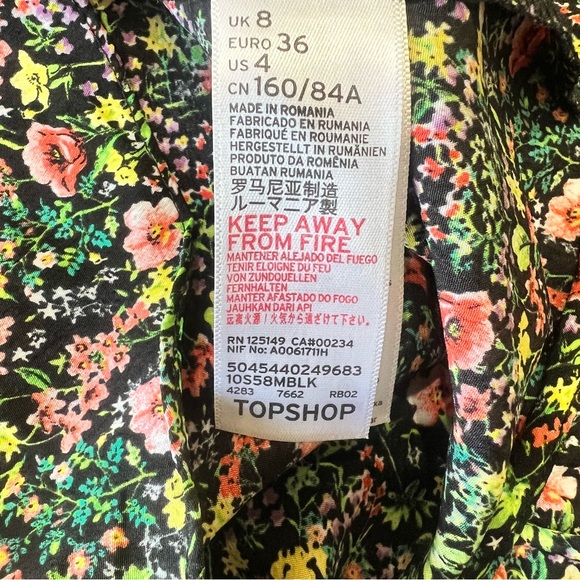 UK 8
EURO 36
US 4
CN 160/84A
MADE IN ROMANIA
FABRICADO EN RUMANIA
FABRIQUÉ EN ROUMANIE
HERGESTELLT IN RUMÄNIEN
PRODUTO DA ROMÊNIA
BUATAN RUMANIA
罗马尼亚制造
ルーマニア製
KEEP AWAY
FROM FIRE
MANTENER ALEJADO DEL FUEGO
TENIR ELOIGNE DU FEU
VON ZUNDQUELLEN
FERNHALTEN
MANTER AFASTADO DO FOGO
JAUHKAN DARI API
远离火源 / 火気から遠ざけて下さい。
RN 125149 CA#00234
NIF No: A0061711H
5045440249683
10S58MBLK
4283 7662 RB02
TOPSHOP